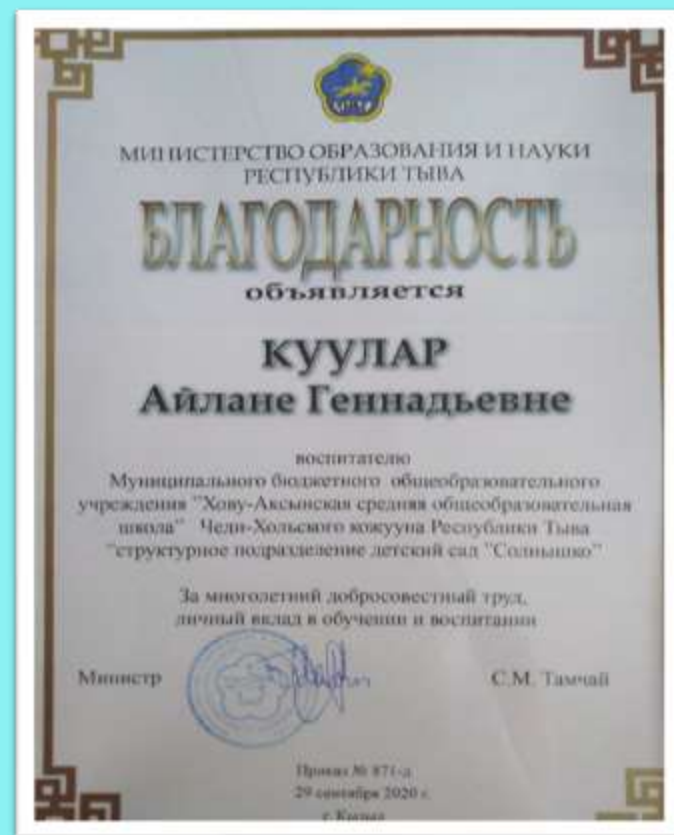 МИНИСТЕРСТВО ОБРАЗОВАНИЯ И НАУКИ
РЕСПУБЛИКИ ТЫВА
БЛАГОДАРНОСТЬ
объявляется
КУУЛАР
Айлане Геннадьевне
воспитателю
Муниципального бюджетного общеобразовательного
учреждения "Хову-Аксынская средняя общеобразовательная
школа" Чеди-Хольского кожууна Республики Тыва
"структурное подразделение детский сад "Солнышко"
За многолетний добросовестный труд,
личный вклад в обучении и воспитании
Министр
С.М. Тамчай
Приказ № 871-д
29 сентября 2020 г.
г. Кызыл